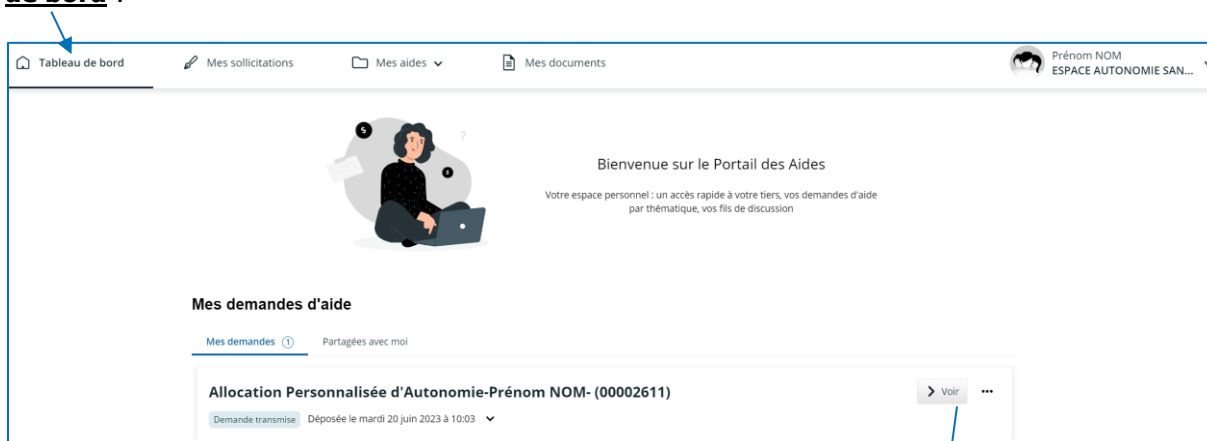 de bord :
Tableau de bord
Mes sollicitations
Mes aides
Mes documents
Prénom NOM
ESPACE AUTONOMIE SAN...
$
?
Bienvenue sur le Portail des Aides
Votre espace personnel : un accès rapide à votre tiers, vos demandes d'aide
par thématique, vos fils de discussion
Mes demandes d'aide
Mes demandes 1
Partagées avec moi
Allocation Personnalisée d'Autonomie-Prénom NOM- (00002611)
Voir
Demande transmise Déposée le mardi 20 juin 2023 à 10:03